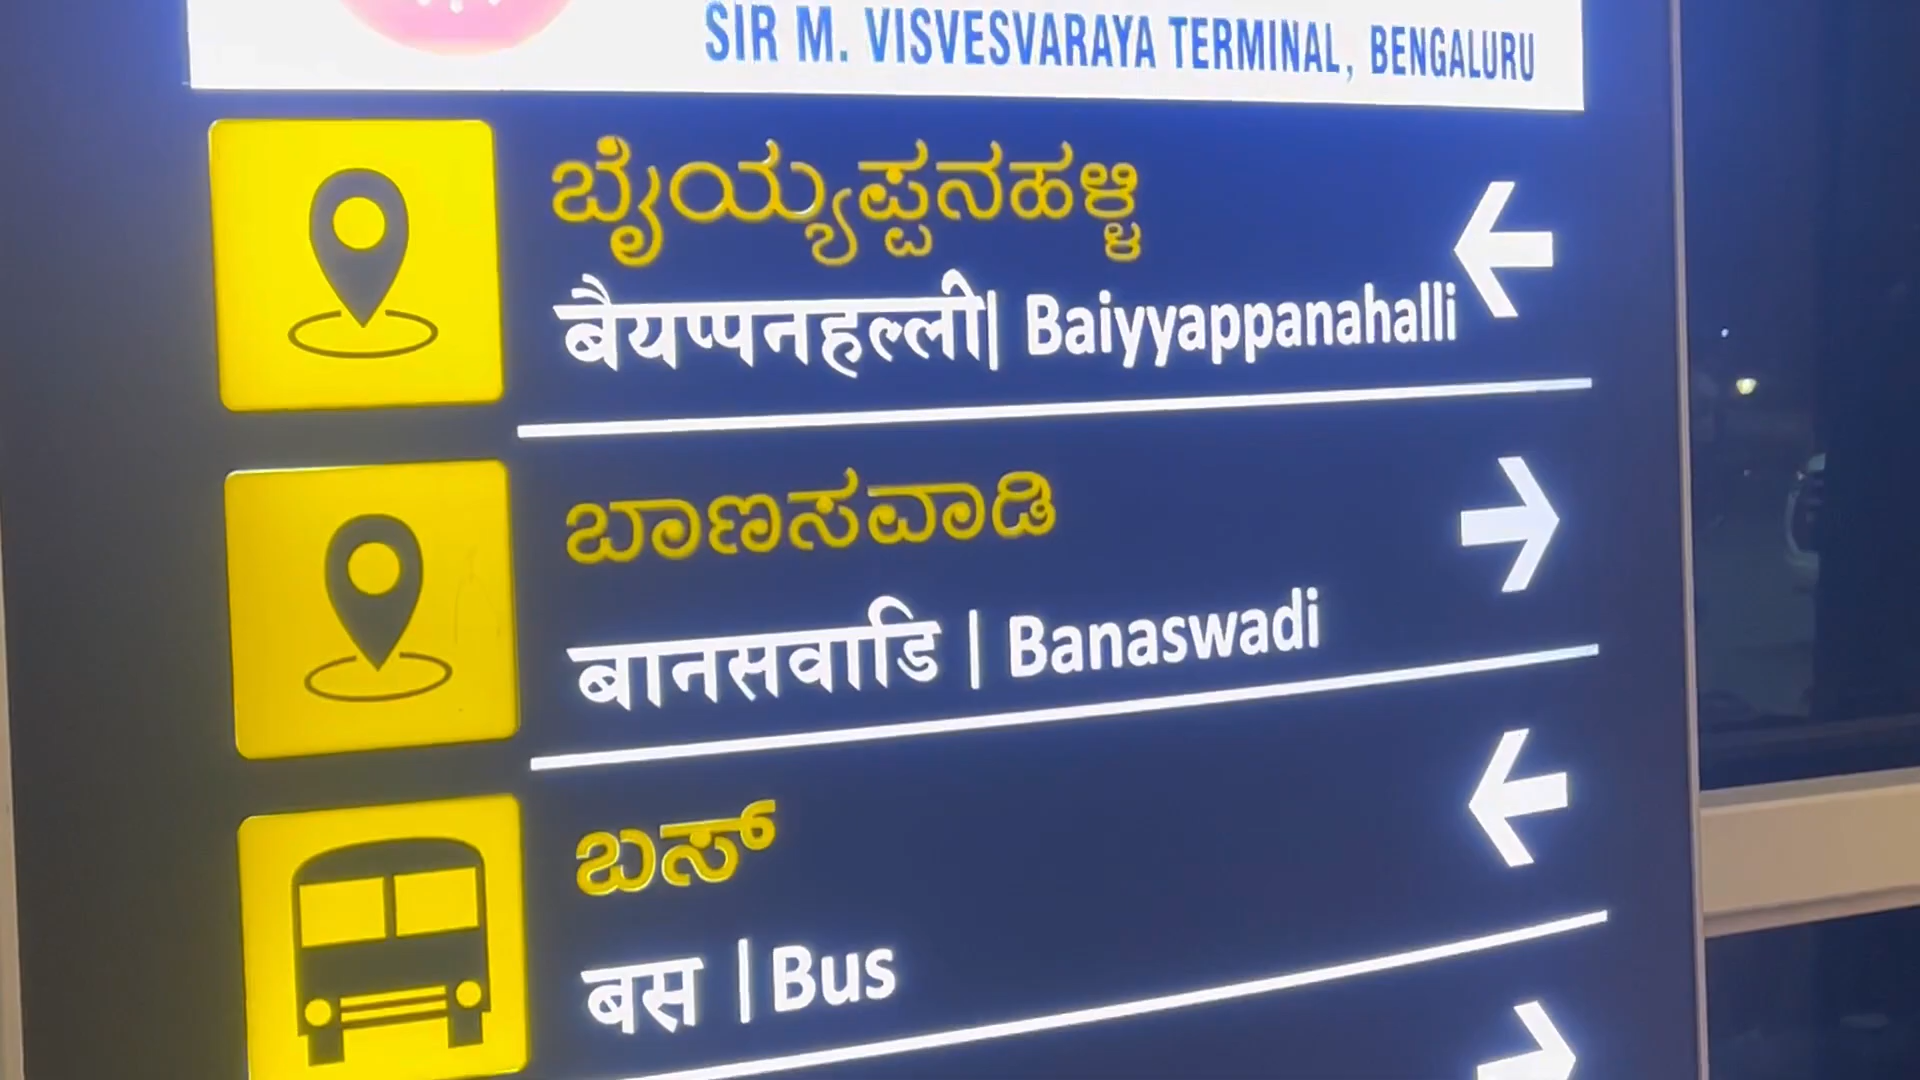 SIR M. VISVESVARAYA TERMINAL, BENGALURU
ಬೈಯ್ಯಪ್ಪನಹಳ್ಳಿ
बैयप्पनहल्ली| Baiyyappanahalli
ಬಾಣಸವಾಡಿ
बानसवाडि | Banaswadi
ಬಸ್
बस | Bus